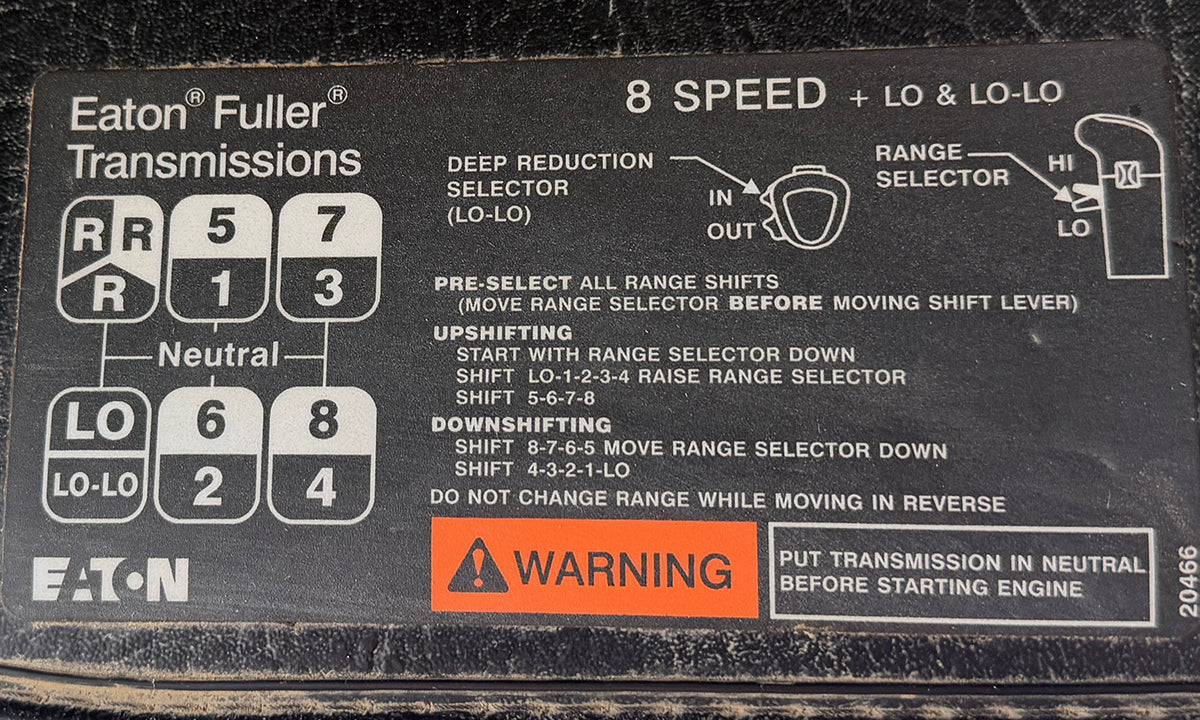 Eaton® Fuller®
Transmissions
8 SPEED + LO & LO-LO
DEEP REDUCTION
SELECTOR
(LO-LO)
IN
OUT
RANGE
SELECTOR
HI
LO
R R
R
5
1
7
3
Neutral
LO
LO-LO
6
2
8
4
PRE-SELECT ALL RANGE SHIFTS
(MOVE RANGE SELECTOR BEFORE MOVING SHIFT LEVER)
UPSHIFTING
START WITH RANGE SELECTOR DOWN
SHIFT LO-1-2-3-4 RAISE RANGE SELECTOR
SHIFT 5-6-7-8
DOWNSHIFTING
SHIFT 8-7-6-5 MOVE RANGE SELECTOR DOWN
SHIFT 4-3-2-1-LO
DO NOT CHANGE RANGE WHILE MOVING IN REVERSE
EATON
WARNING
PUT TRANSMISSION IN NEUTRAL
BEFORE STARTING ENGINE
20466